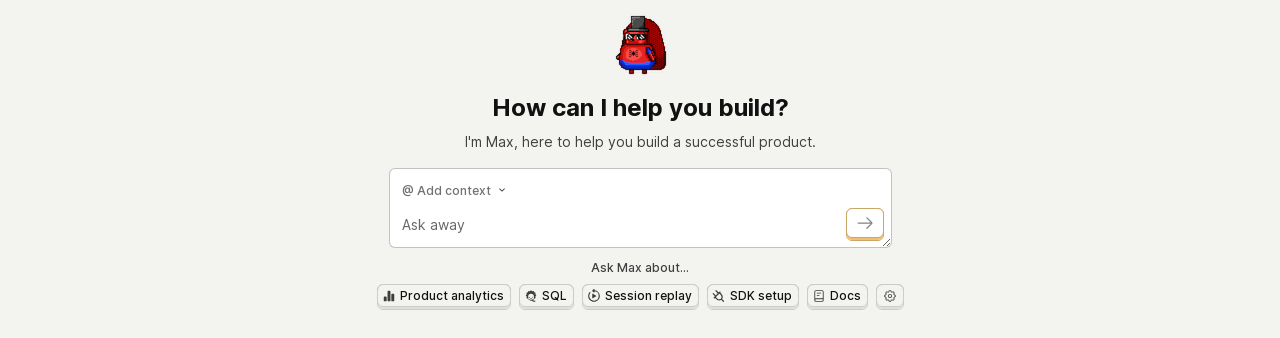 How can I help you build?
I'm Max, here to help you build a successful product.
@ Add context
Ask away
Ask Max about...
Product analytics SQL Session replay SDK setup Docs